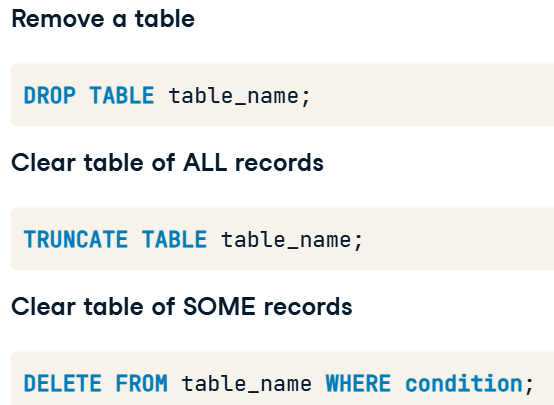 Remove a table
DROP TABLE table_name;
Clear table of ALL records
TRUNCATE TABLE table_name;
Clear table of SOME records
DELETE FROM table_name WHERE condition;